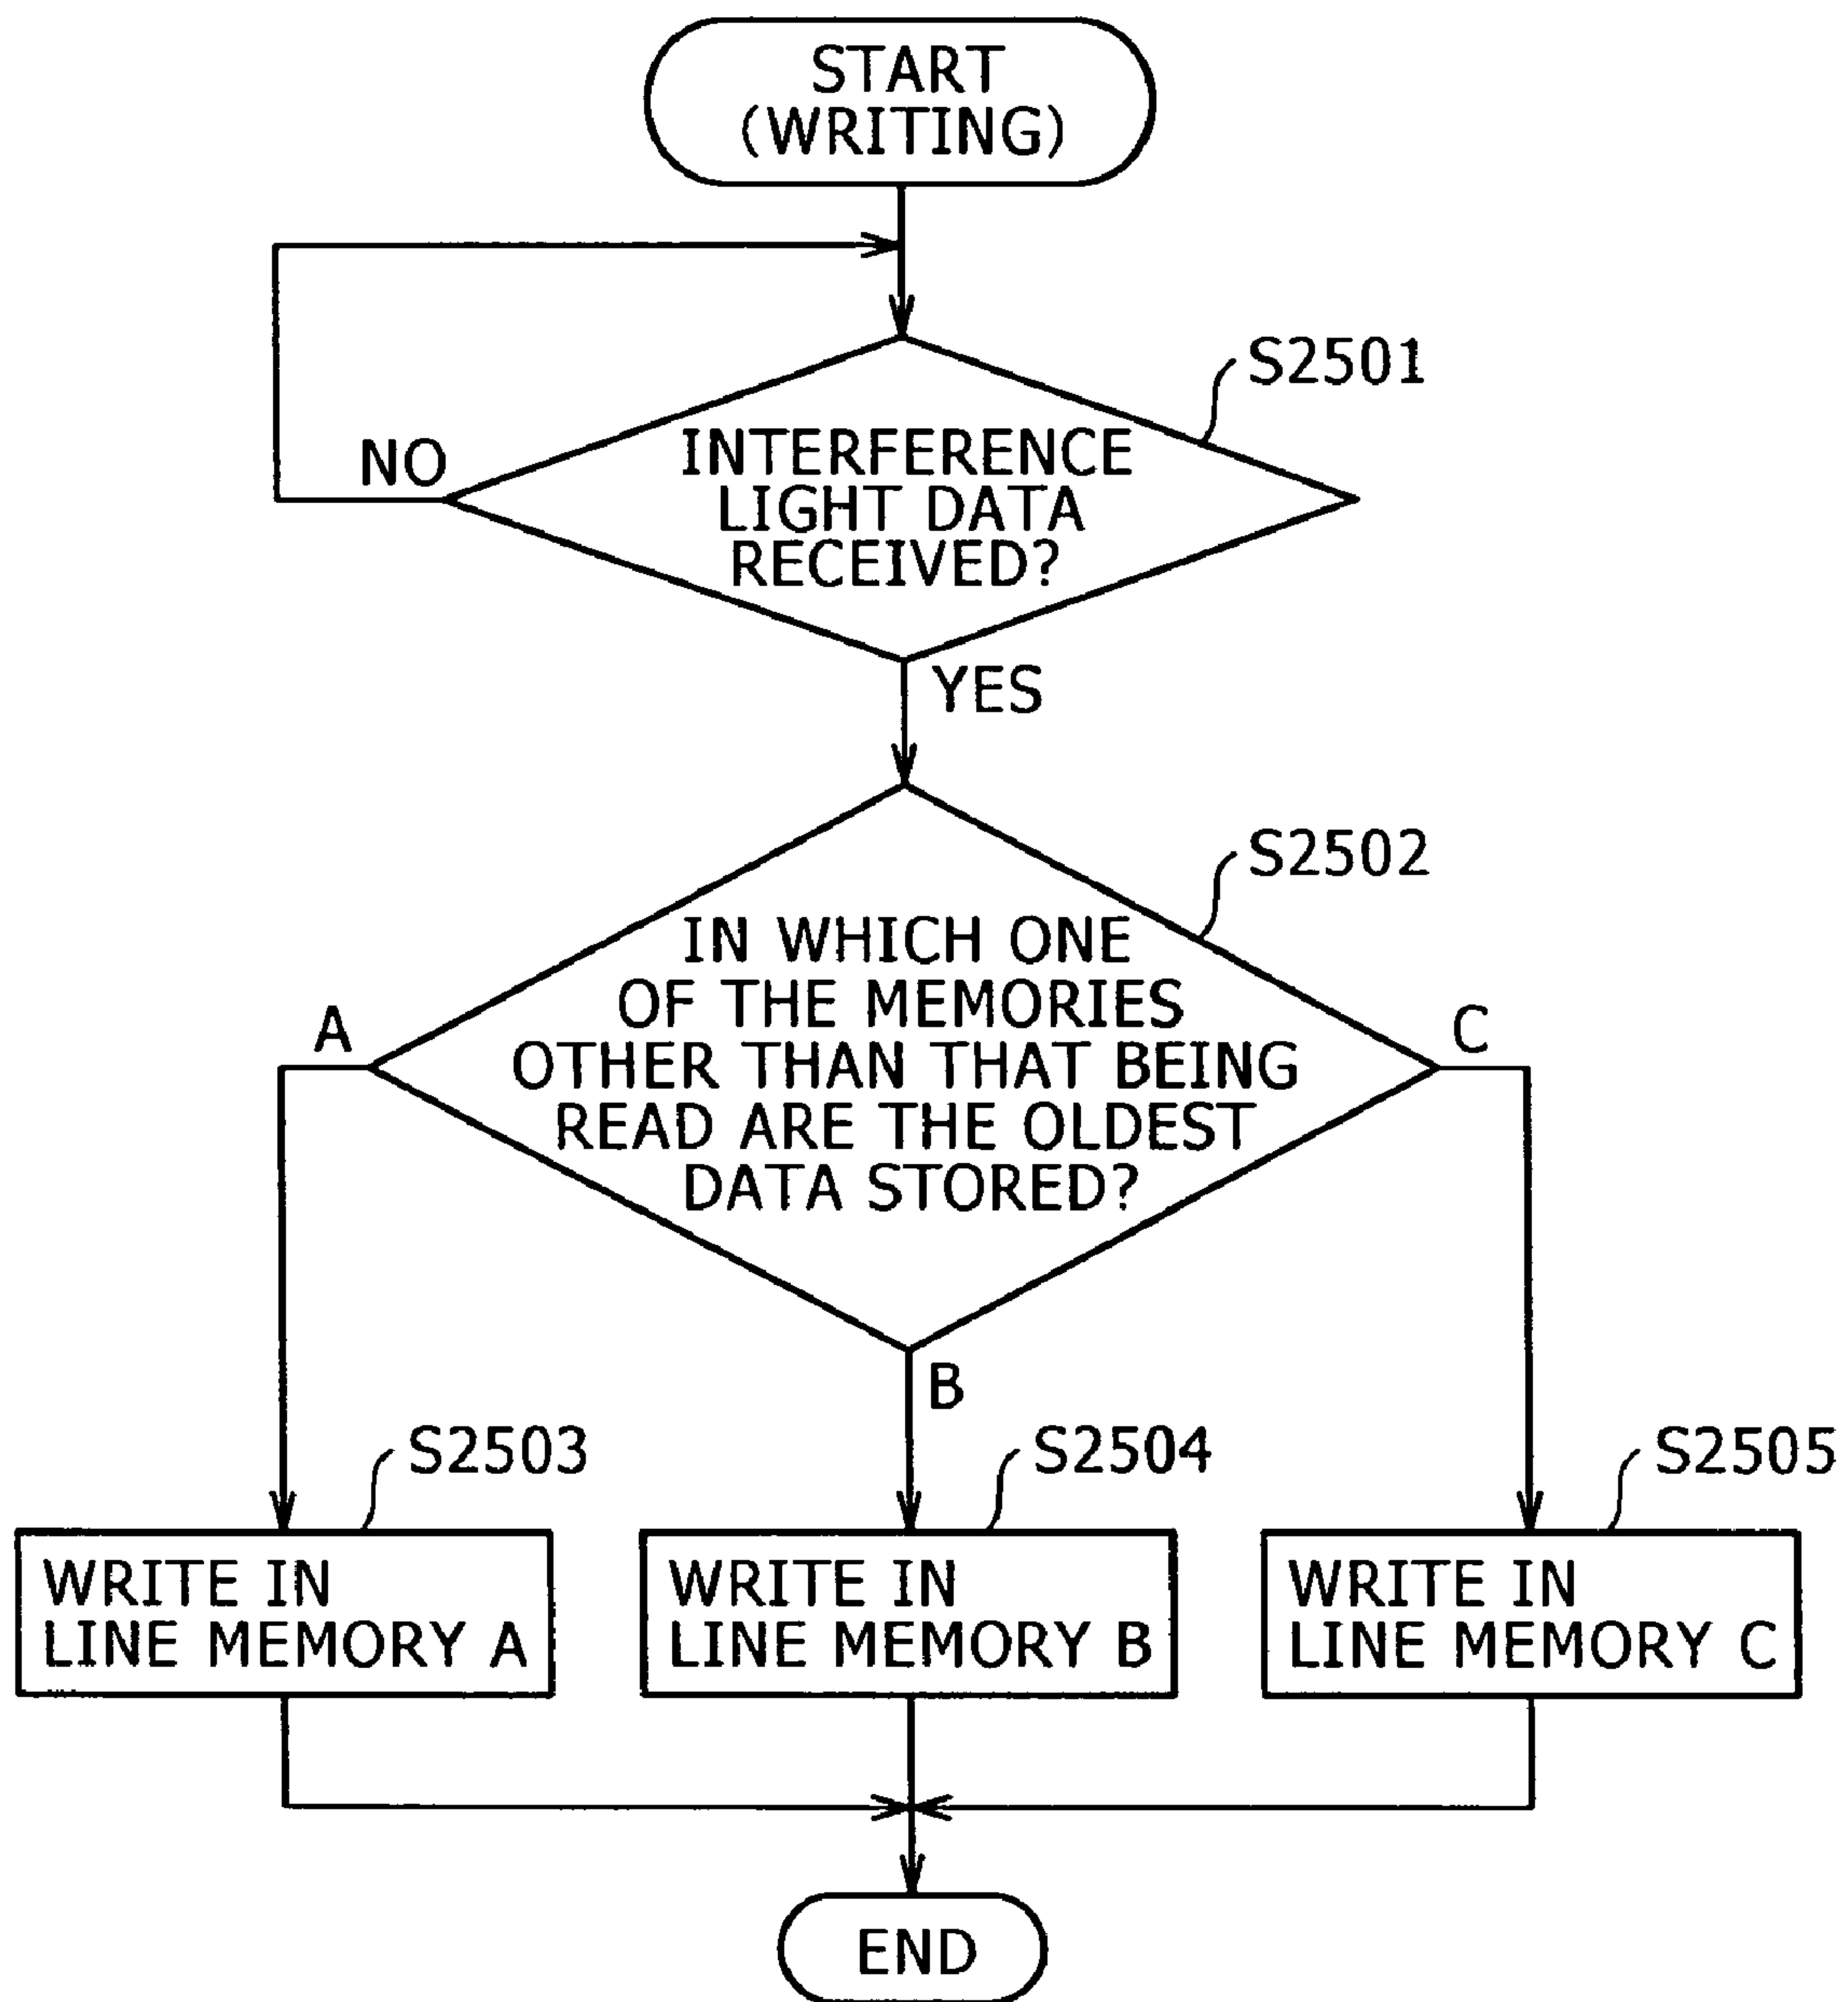 START
(WRITING)
S2501
NO
INTERFERENCE
LIGHT DATA
RECEIVED?
YES
S2502
IN WHICH ONE
OF THE MEMORIES
OTHER THAN THAT BEING
READ ARE THE OLDEST
DATA STORED?
A
C
B
S2503
S2504
S2505
WRITE IN
LINE MEMORY A
WRITE IN
LINE MEMORY B
WRITE IN
LINE MEMORY C
END